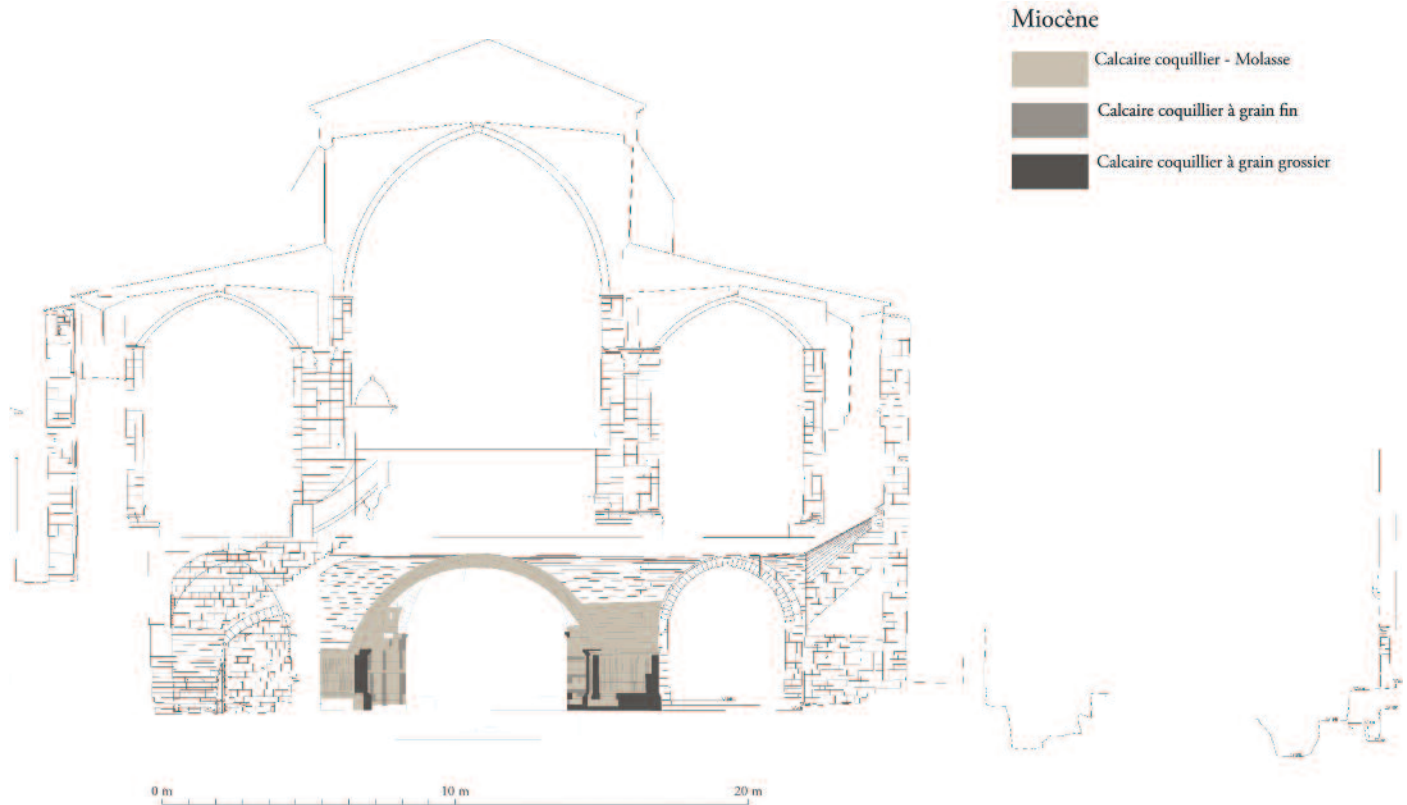 Miocène
Calcaire coquillier - Molasse
Calcaire coquillier à grain fin
Calcaire coquillier à grain grossier
0 m 10 m 20 m